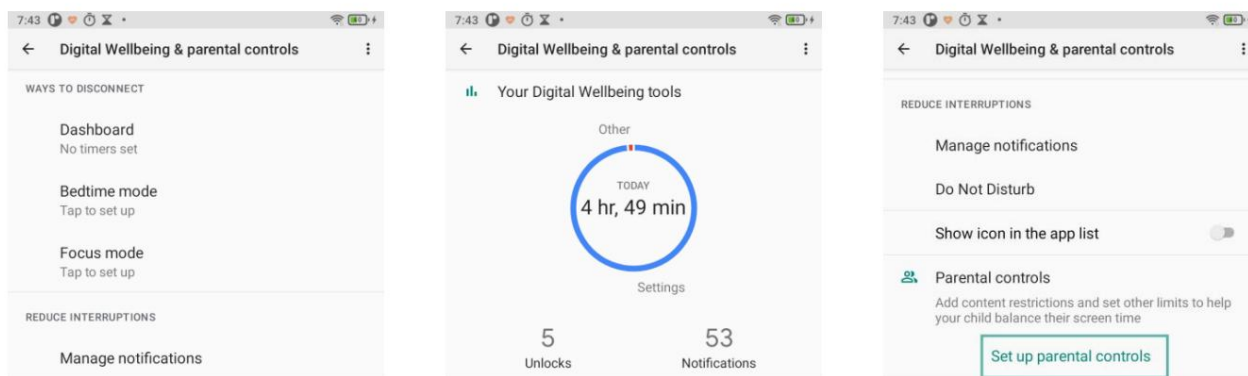 7:43
Digital Wellbeing & parental controls
WAYS TO DISCONNECT
Dashboard
No timers set
Bedtime mode
Tap to set up
Focus mode
Tap to set up
REDUCE INTERRUPTIONS
Manage notifications
7:43
Digital Wellbeing & parental controls
Your Digital Wellbeing tools
Other
TODAY
4 hr, 49 min
Settings
5
53
Unlocks
Notifications
7:43
Digital Wellbeing & parental controls
REDUCE INTERRUPTIONS
Manage notifications
Do Not Disturb
Show icon in the app list
Parental controls
Add content restrictions and set other limits to help
your child balance their screen time
Set up parental controls